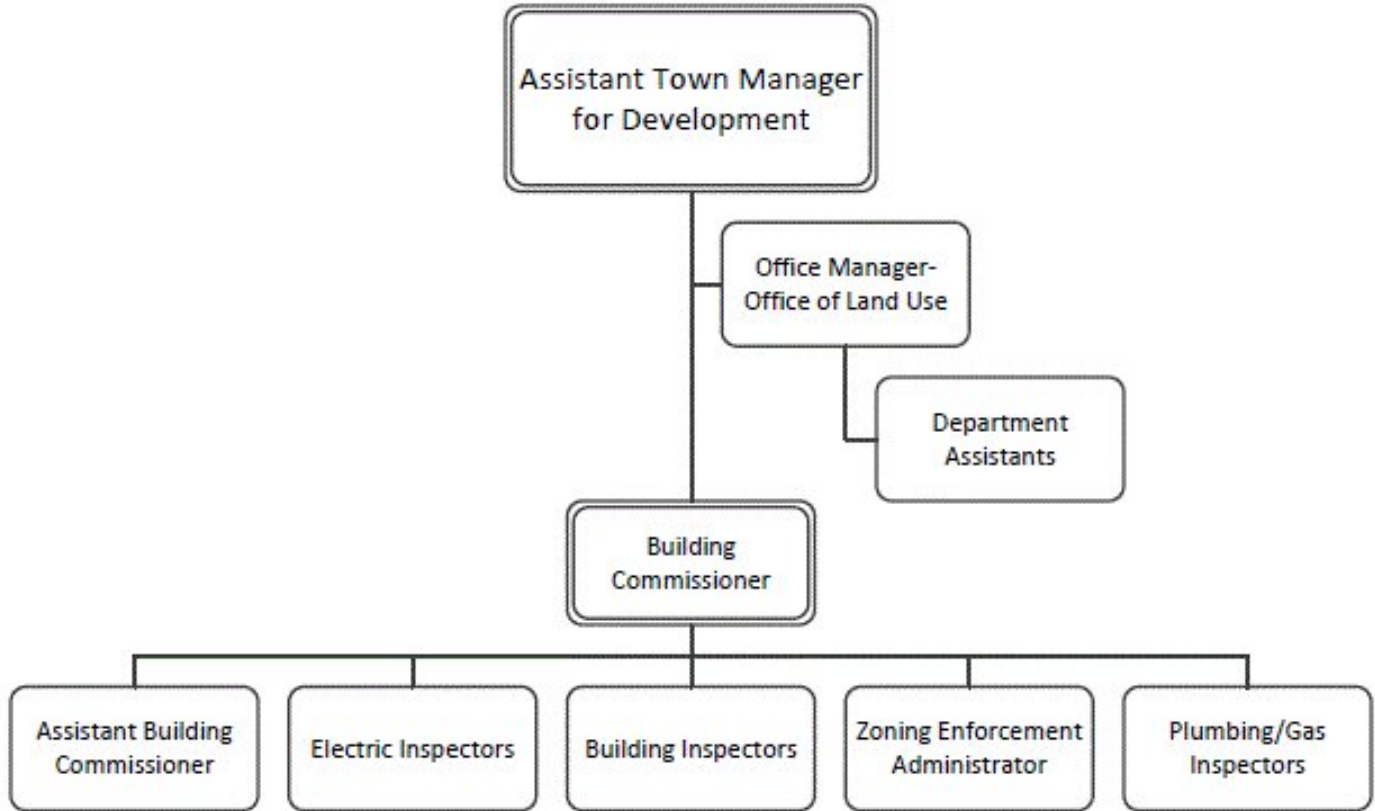 Assistant Town Manager
for Development
Office Manager-
Office of Land Use
Department
Assistants
Building
Commissioner
Assistant Building
Commissioner
Electric Inspectors
Building Inspectors
Zoning Enforcement
Administrator
Plumbing/Gas
Inspectors